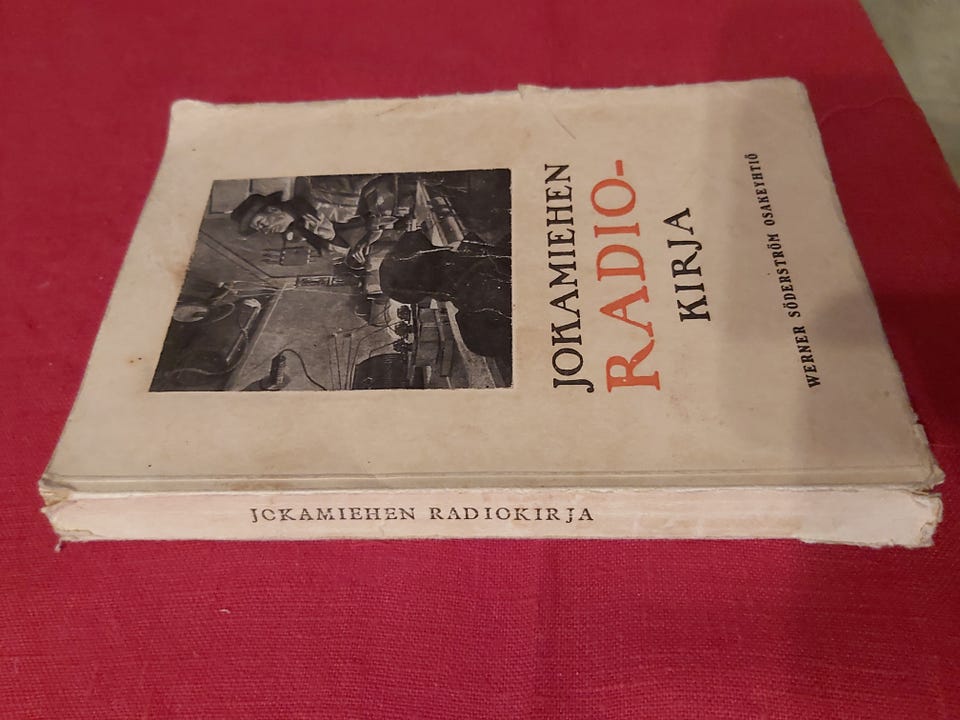 JOKAMIEHEN
RADIO-
KIRJA
WERNER SÖDERSTRÖM OSAKEYHTIÖ
JOKAMIEHEN RADIOKIRJA